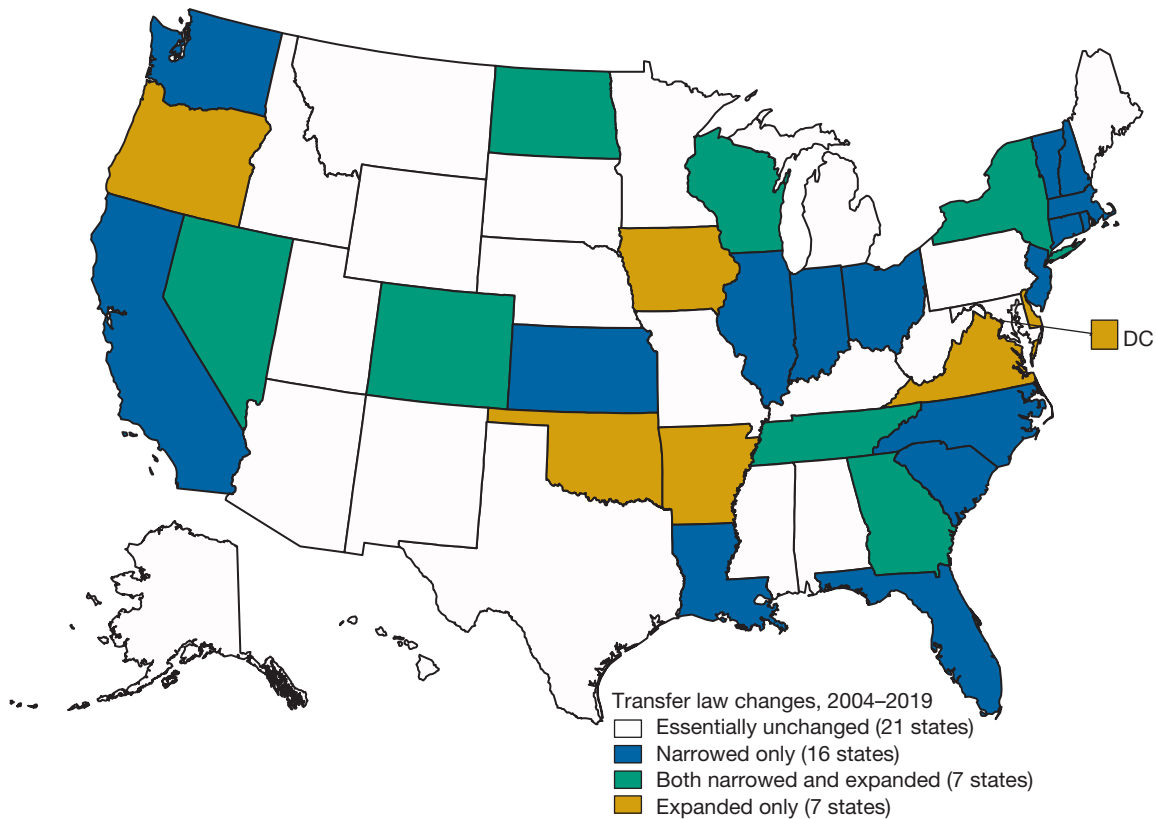 DC
Transfer law changes, 2004–2019
Essentially unchanged (21 states)
Narrowed only (16 states)
Both narrowed and expanded (7 states)
Expanded only (7 states)